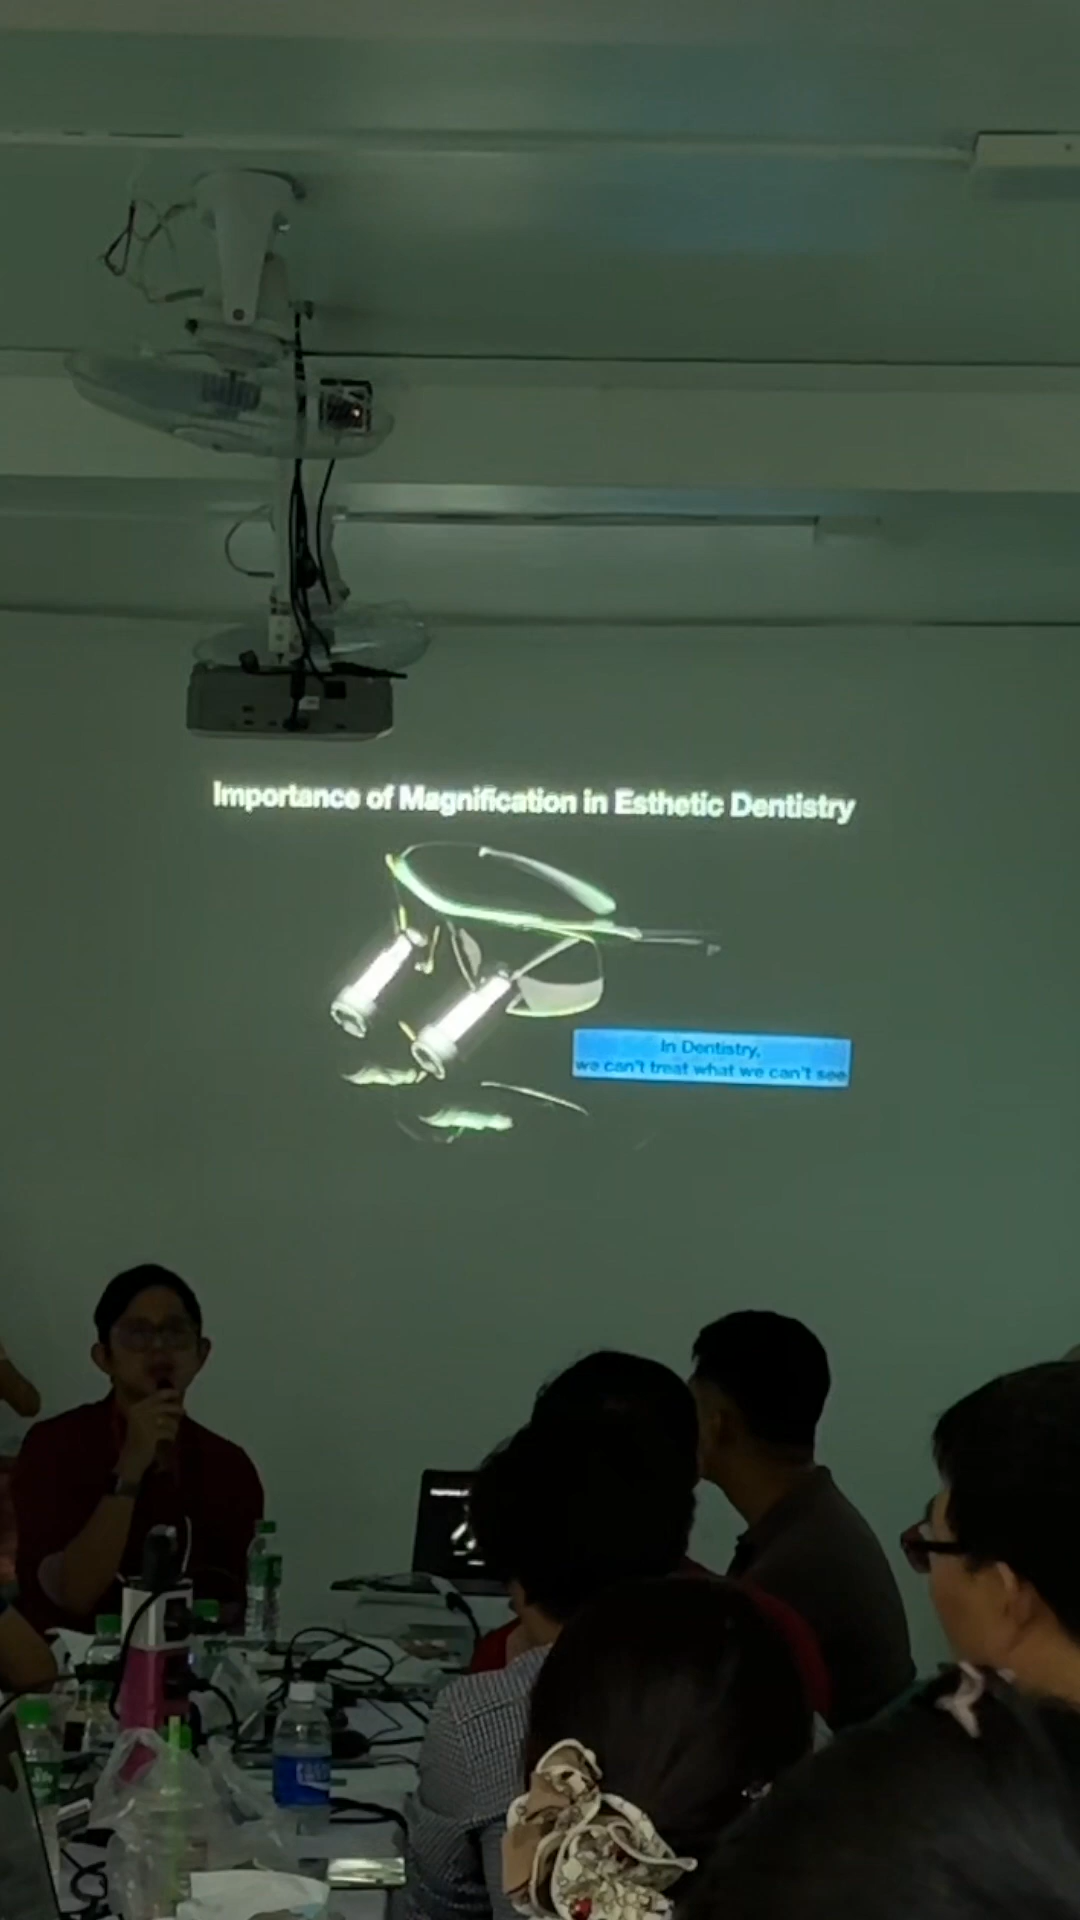 Importance of Magnification in Esthetic Dentistry
In Dentistry,
we can't treat what we can't see